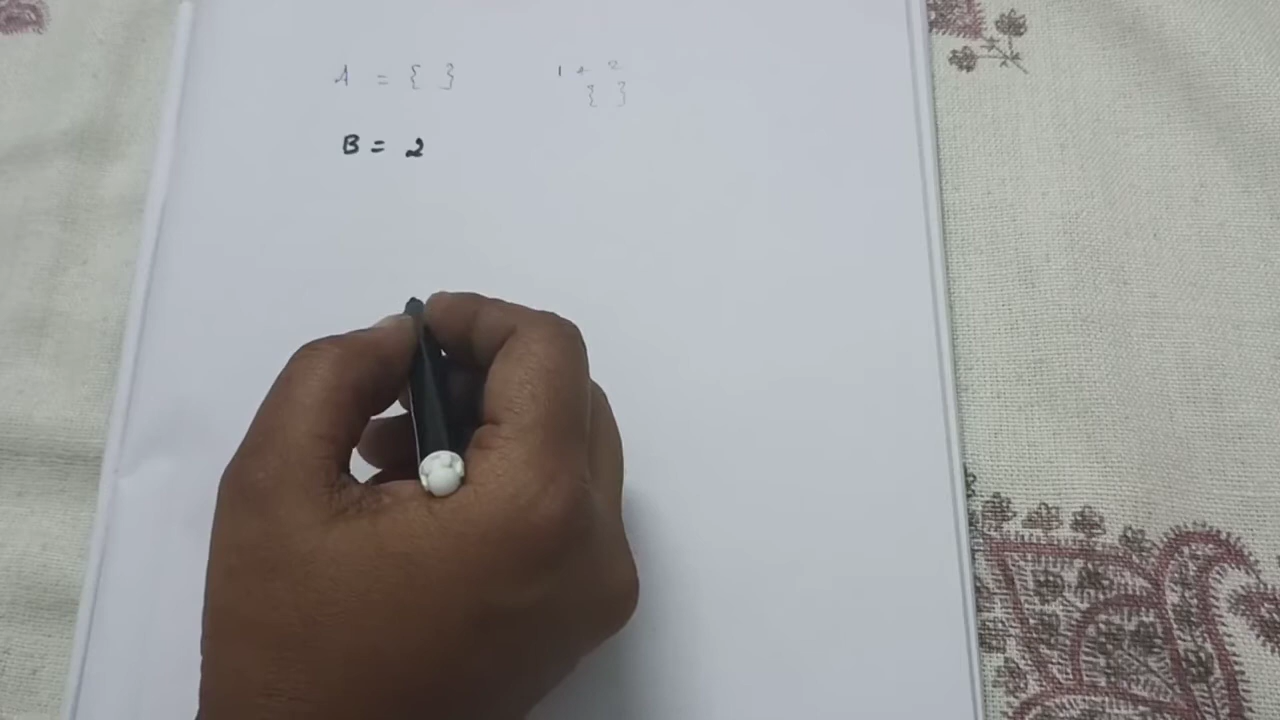 A = { }
1 + 2
{ }
B = 2